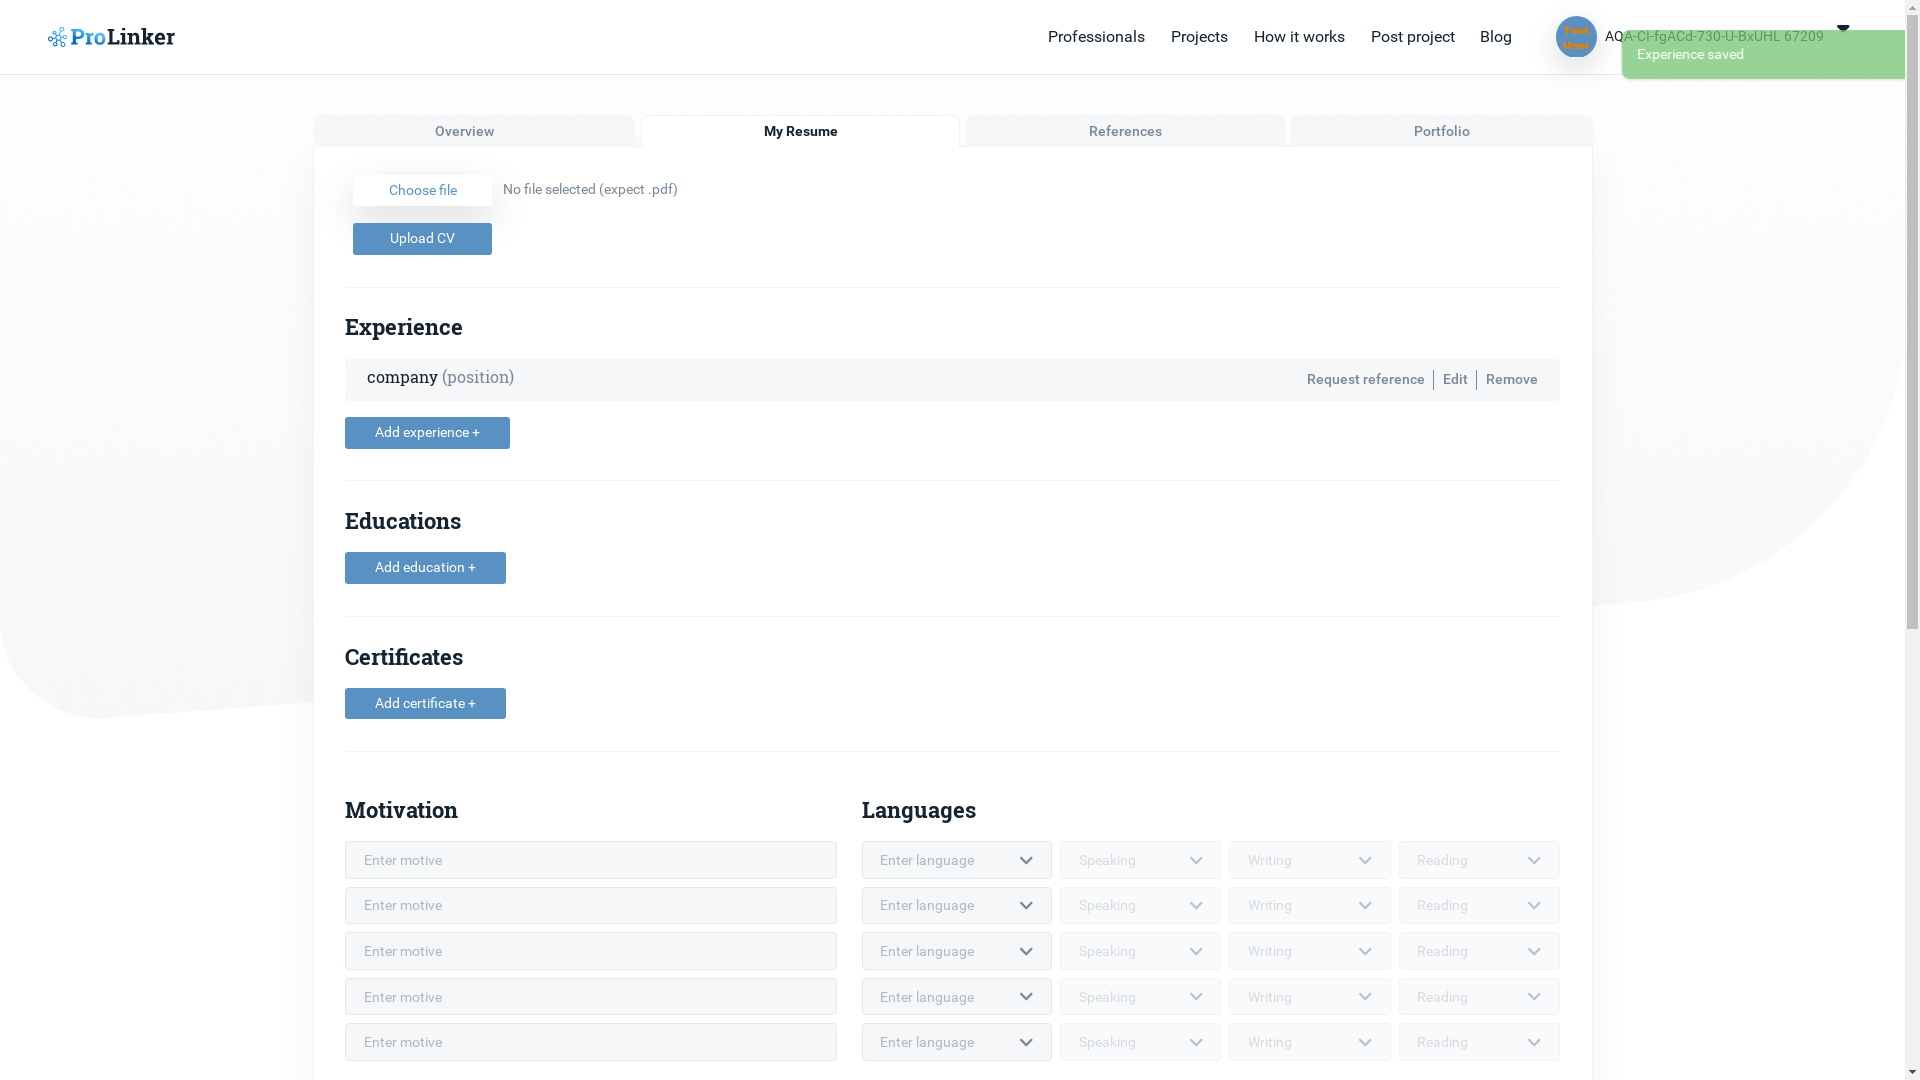 ProLinker
Professionals Projects How it works Post project Blog
Test User
AQA-CI-fgACd-730-U-BxUHL 67209
Experience saved
Overview My Resume References Portfolio
Choose file No file selected (expect .pdf)
Upload CV
Experience
company (position) Request reference Edit Remove
Add experience +
Educations
Add education +
Certificates
Add certificate +
Motivation Languages
Enter motive Enter language Speaking Writing Reading
Enter motive Enter language Speaking Writing Reading
Enter motive Enter language Speaking Writing Reading
Enter motive Enter language Speaking Writing Reading
Enter motive Enter language Speaking Writing Reading